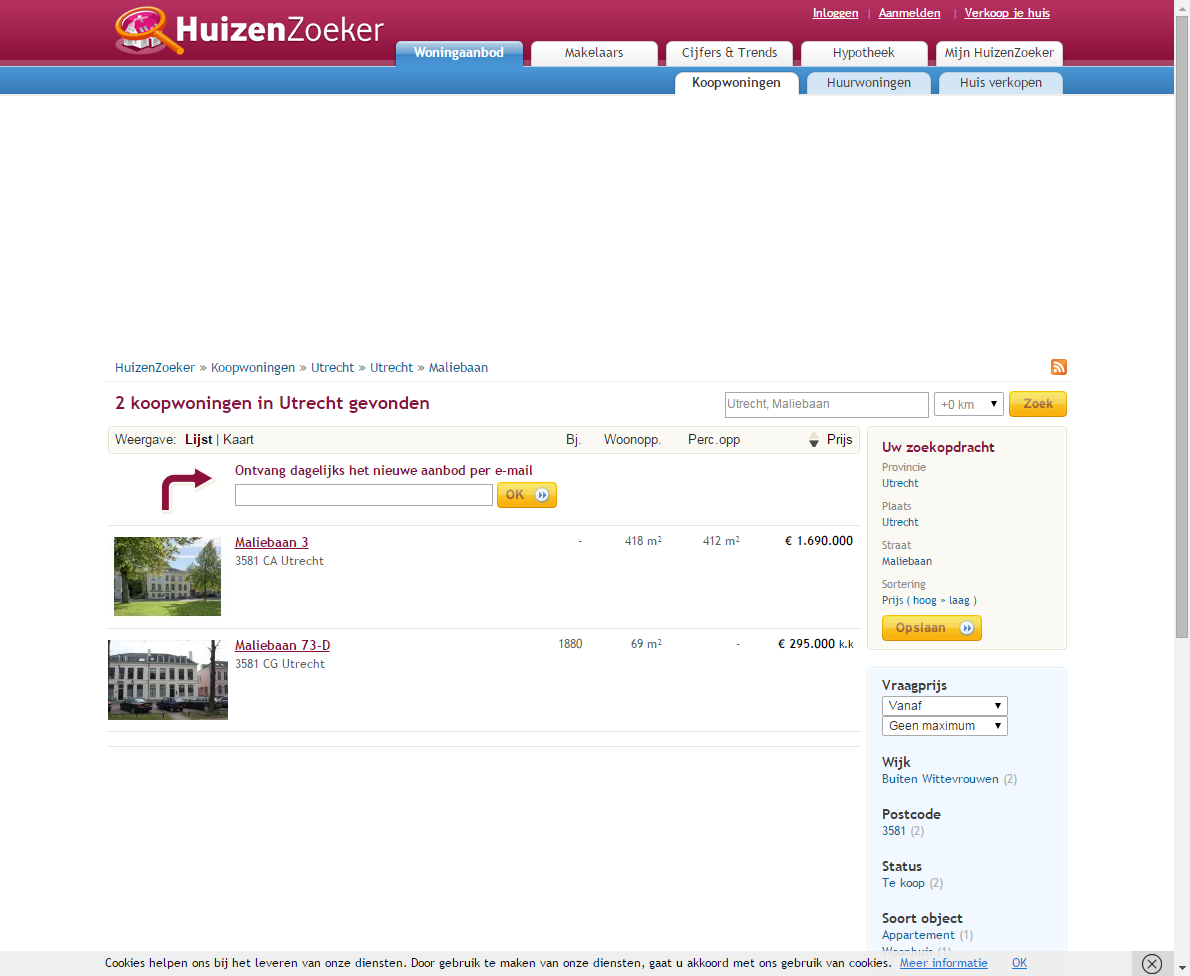 HuizenZoeker
Inloggen | Aanmelden | Verkoop je huis
Woningaanbod Makelaars Cijfers & Trends Hypotheek Mijn HuizenZoeker
Koopwoningen Huurwoningen Huis verkopen
HuizenZoeker » Koopwoningen » Utrecht » Utrecht » Maliebaan
2 koopwoningen in Utrecht gevonden
Utrecht, Maliebaan +0 km Zoek
Weergave: Lijst | Kaart Bj. Woonopp. Perc.opp Prijs
Ontvang dagelijks het nieuwe aanbod per e-mail
OK
Maliebaan 3 - 418 m² 412 m² € 1.690.000
3581 CA Utrecht
Maliebaan 73-D 1880 69 m² - € 295.000 k.k
3581 CG Utrecht
Uw zoekopdracht
Provincie
Utrecht
Plaats
Utrecht
Straat
Maliebaan
Sortering
Prijs ( hoog » laag )
Opslaan
Vraagprijs
Vanaf
Geen maximum
Wijk
Buiten Wittevrouwen (2)
Postcode
3581 (2)
Status
Te koop (2)
Soort object
Appartement (1)
Woonhuis (1)
Cookies helpen ons bij het leveren van onze diensten. Door gebruik te maken van onze diensten, gaat u akkoord met ons gebruik van cookies. Meer informatie OK